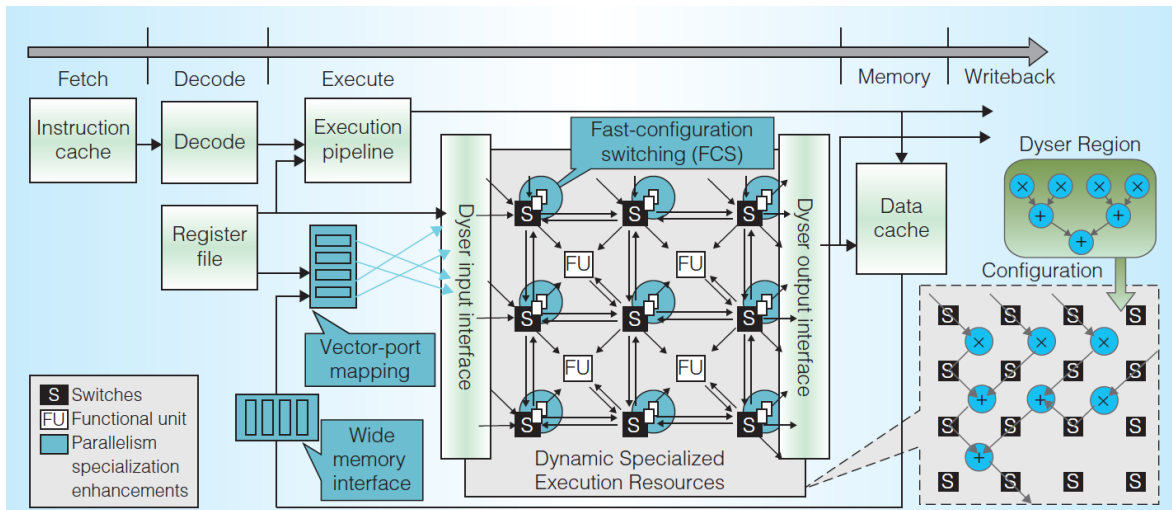 Fetch
Decode
Execute
Memory
Writeback
Instruction
cache
Decode
Execution
pipeline
Fast-configuration
switching (FCS)
Dyser Region
× × × ×
+ +
+
Register
file
Dyser input interface
S S S
FU FU
S S S
FU FU
S S S
Dyser output interface
Data
cache
Configuration
S S S S
× × ×
S S S S
+ + ×
S S S S
+
S S S S
Vector-port
mapping
S Switches
FU Functional unit
Parallelism
specialization
enhancements
Wide
memory
interface
Dynamic Specialized
Execution Resources